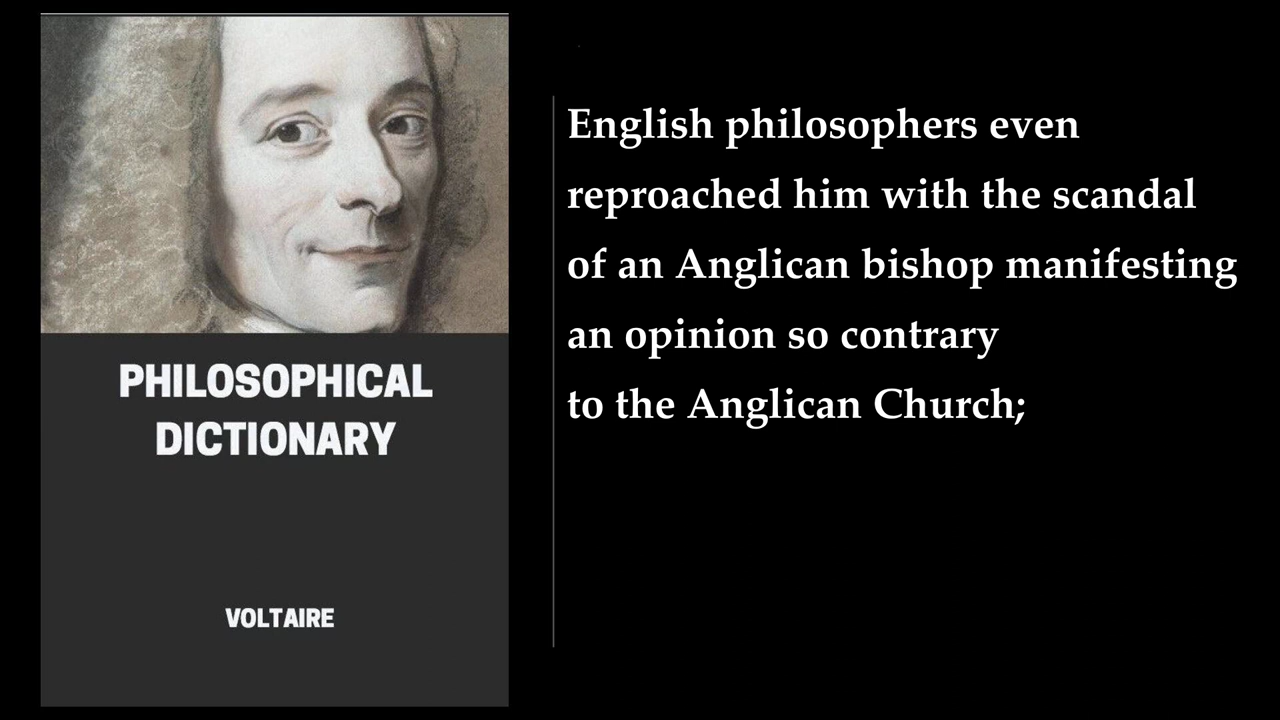 PHILOSOPHICAL
DICTIONARY
VOLTAIRE
English philosophers even
reproached him with the scandal
of an Anglican bishop manifesting
an opinion so contrary
to the Anglican Church;